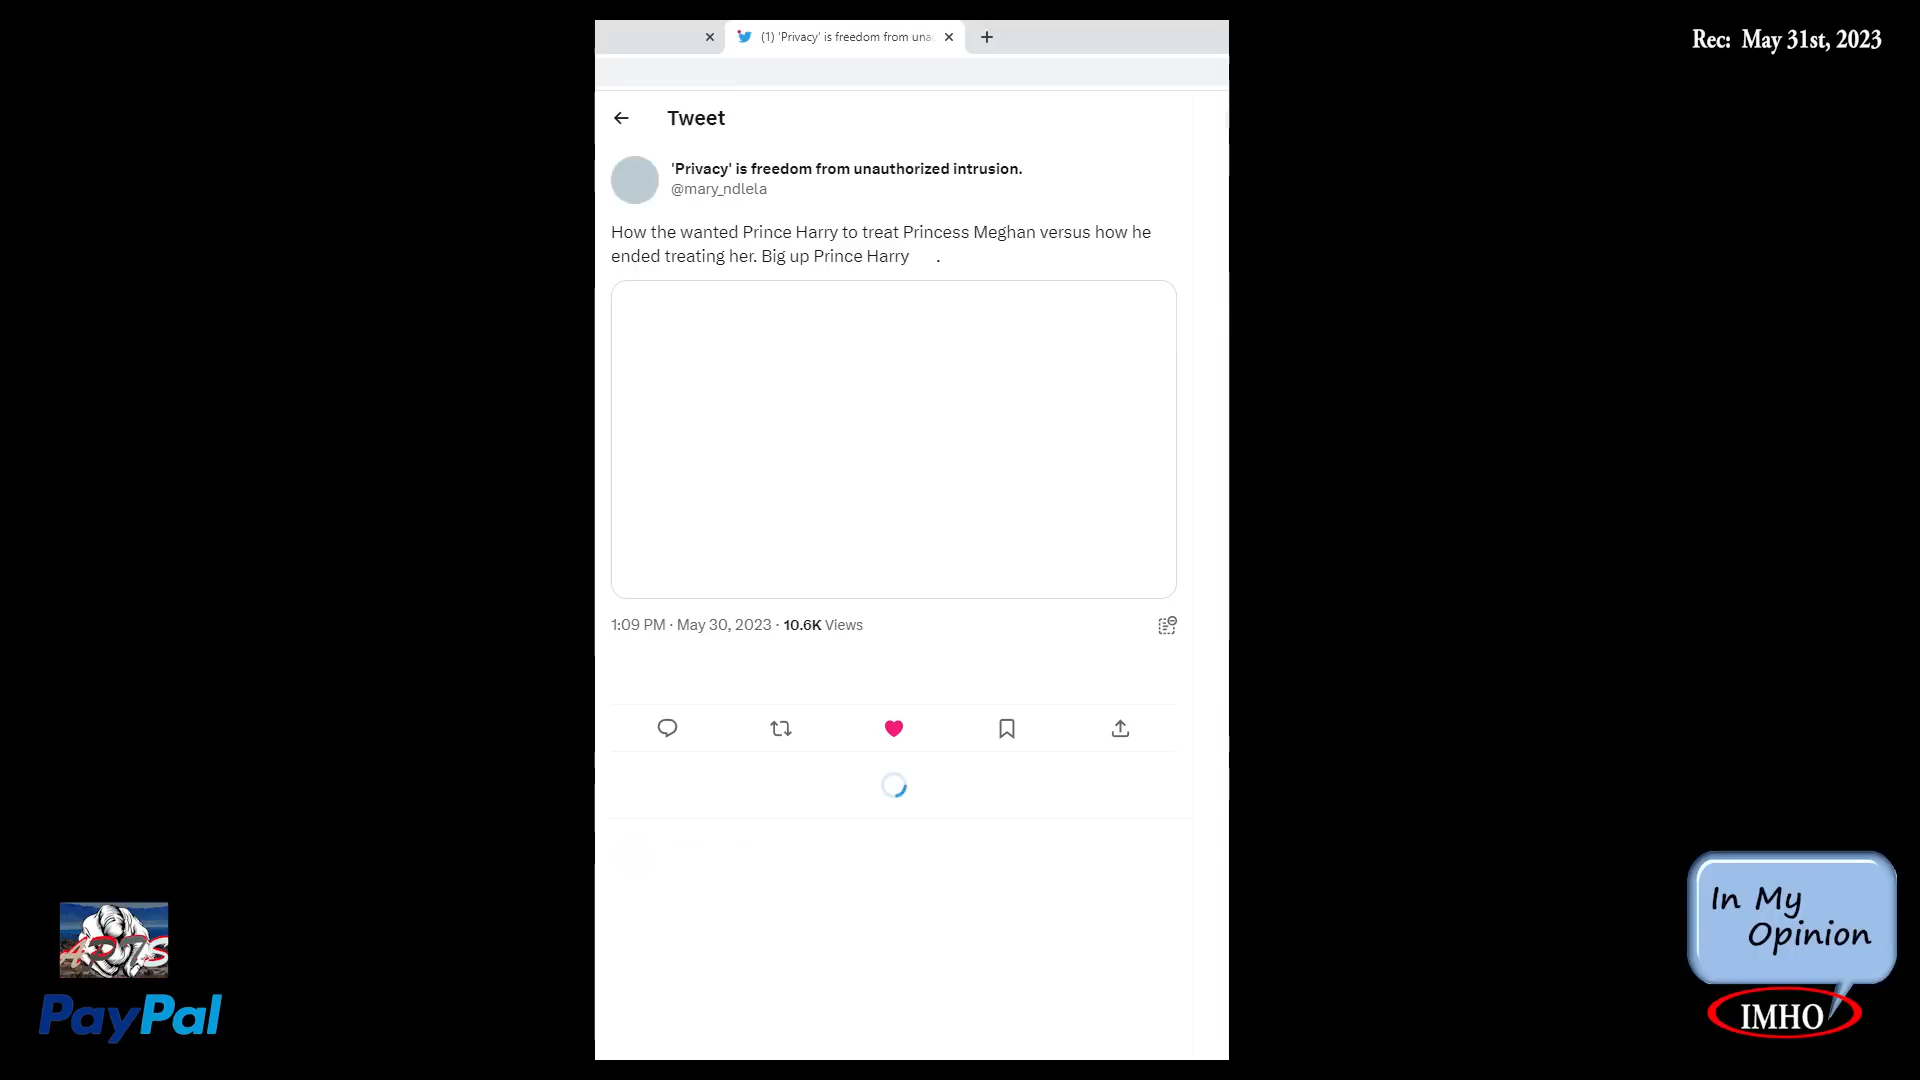 (1) 'Privacy' is freedom from una
Rec: May 31st, 2023
Tweet
'Privacy' is freedom from unauthorized intrusion.
@mary_ndlela
How the wanted Prince Harry to treat Princess Meghan versus how he
ended treating her. Big up Prince Harry .
1:09 PM · May 30, 2023 · 10.6K Views
In My
Opinion
IMHO
PayPal